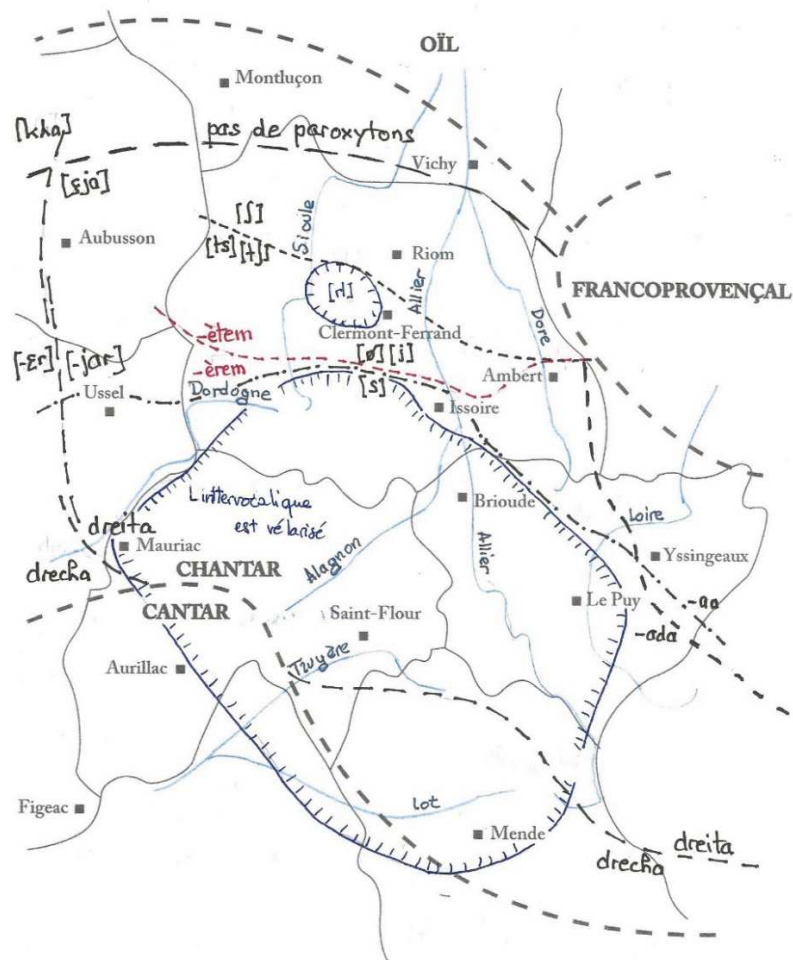 OÏL
Montluçon
[kha]
pas de paroxytons
Vichy
[ɛja]
[ʃ]
Aubusson
[ts] [t]
Sioule
Riom
[rl]
Allier
FRANCOPROVENÇAL
Dore
Clermont-Ferrand
-ètem
[ø] [i]
[-ɛr] [-jar]
-èrem
[s]
Ambert
Ussel
Dordogne
Issoire
L intervocalique
est vélarisé
Brioude
Loire
dreita
Mauriac
Alagnon
Allier
Yssingeaux
drecha
CHANTAR
CANTAR
Le Puy
-aa
Saint-Flour
-ada
Aurillac
Truyère
Figeac
Lot
Mende
dreita
drecha